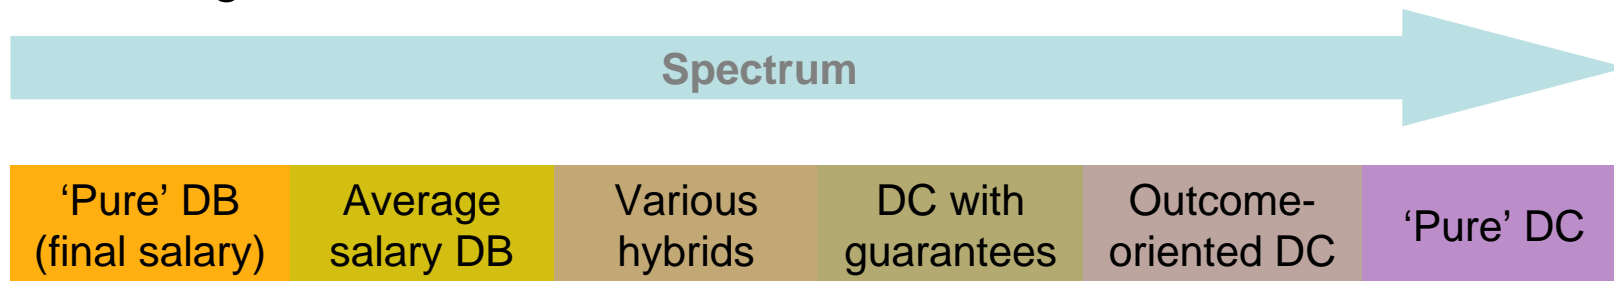 Spectrum
‘Pure’ DB
(final salary)
Average
salary DB
Various
hybrids
DC with
guarantees
Outcome-
oriented DC
‘Pure’ DC